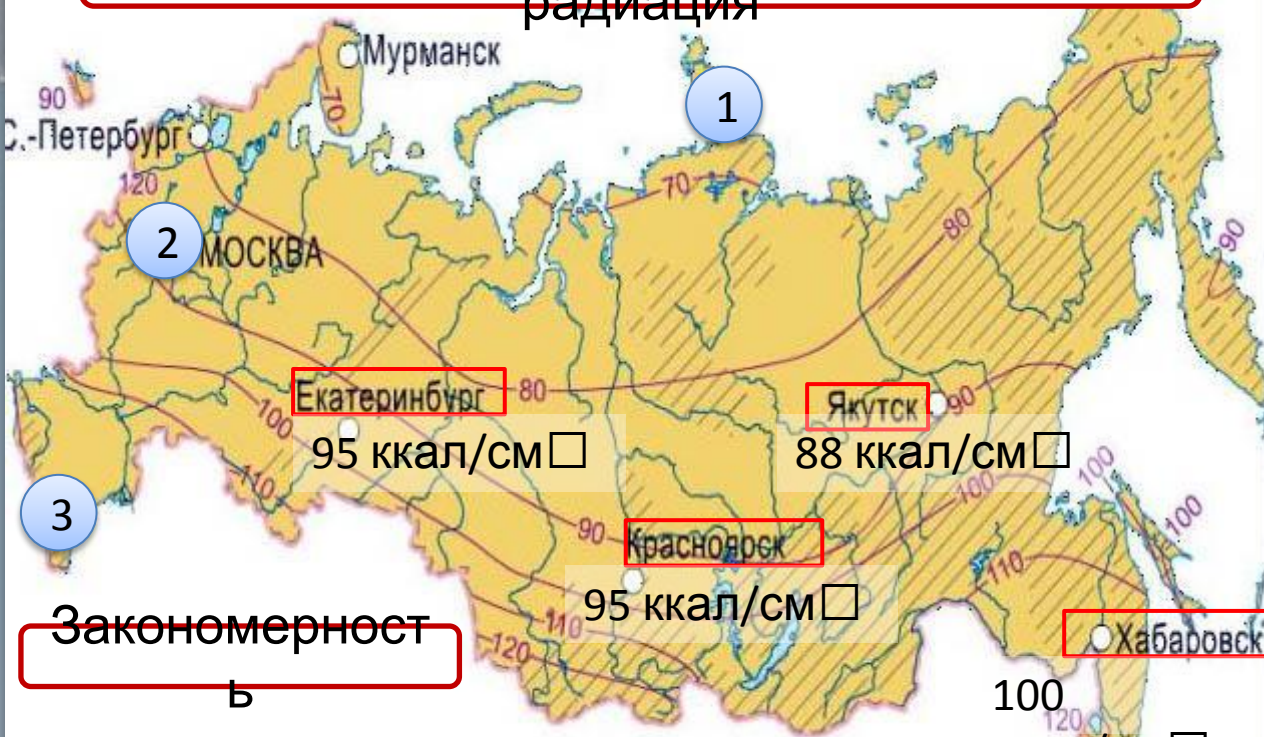 радиация
Мурманск
90
70
1
С.-Петербург
120
70
80
90
2
МОСКВА
Екатеринбург
80
Якутск
90
100
95 ккал/см□
88 ккал/см□
110
100
100
100
3
90
Красноярск
110
95 ккал/см□
Закономерност
ь
110
120
Хабаровск
100
120